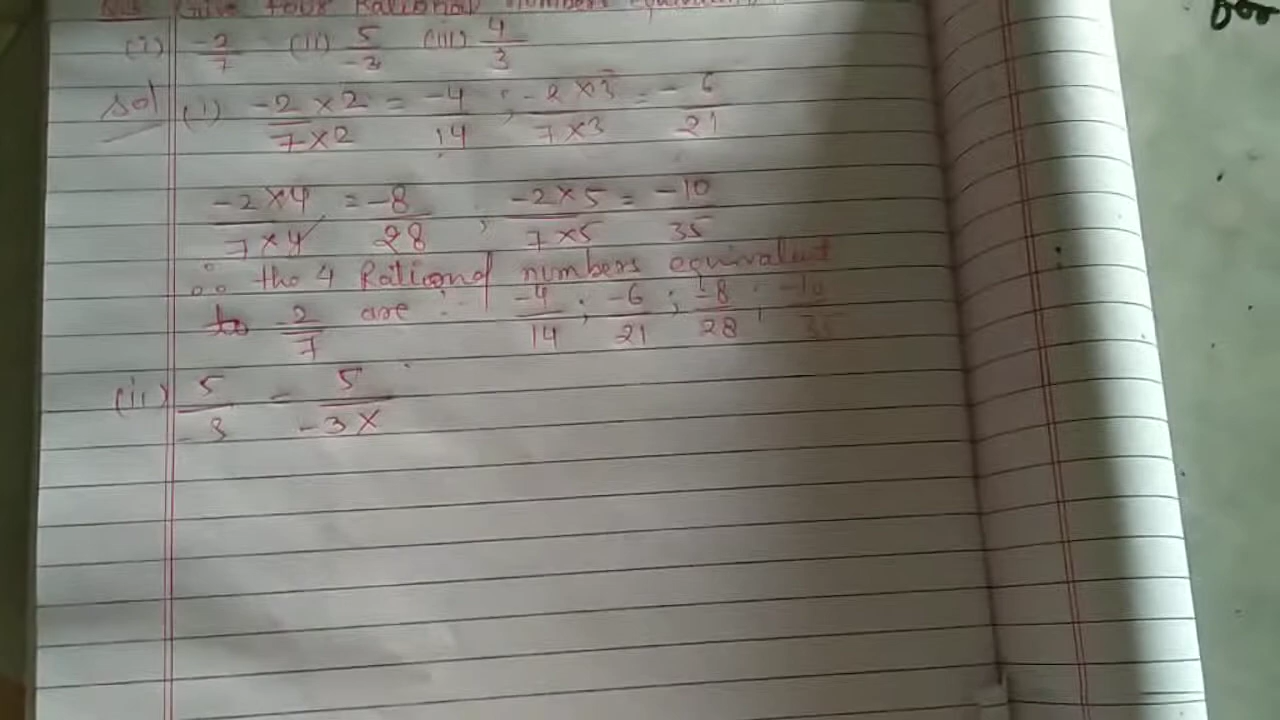 Give four Rational numbers equivalent
(i) -2/7 (ii) 5/-3 (iii) 4/3
Sol (i) -2×2/7×2 = -4/14 ; -2×3/7×3 = -6/21
-2×4/7×4 = -8/28 ; -2×5/7×5 = -10/35
∴ the 4 Rational numbers equivalent
to 2/7 are : -4/14 ; -6/21 ; -8/28 ; -10/35
(ii) 5/-3 = 5/-3×